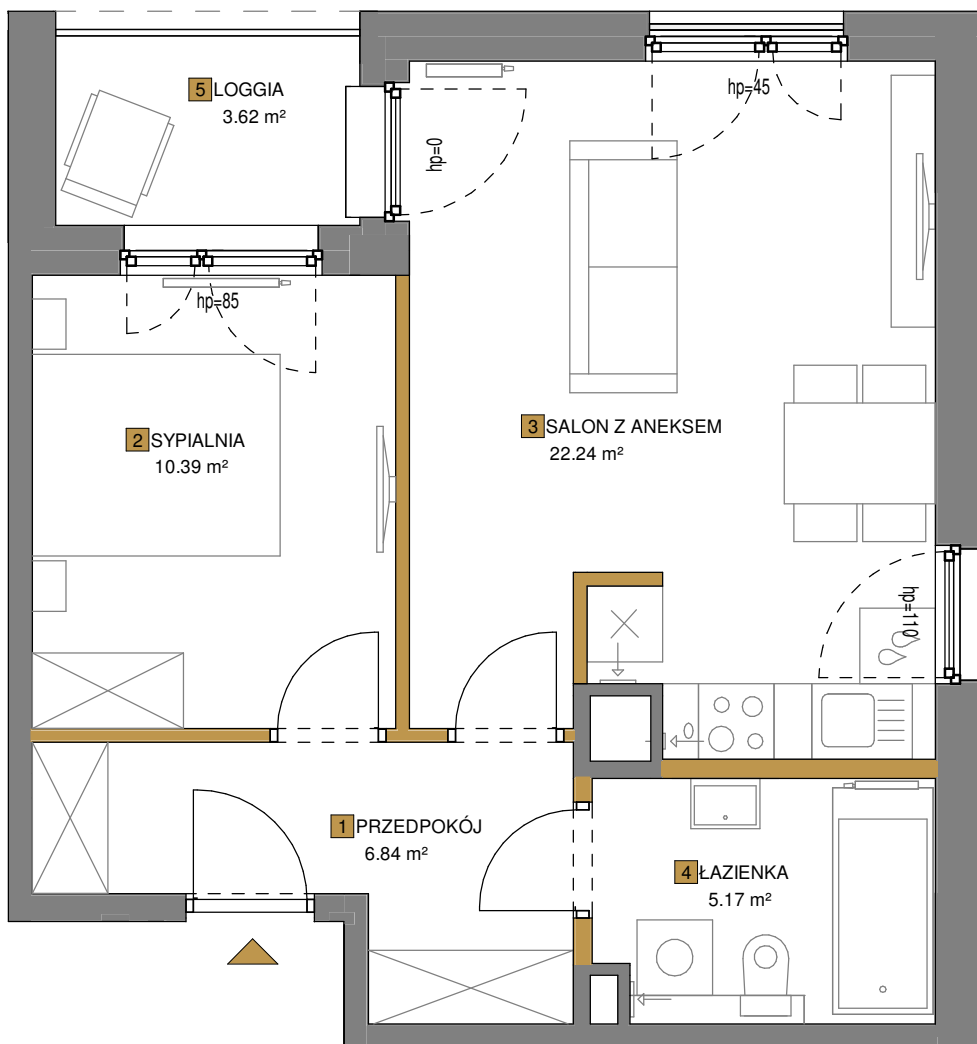 5 LOGGIA
3.62 m²
hp=45
hp=0
hp=85
3 SALON Z ANEKSEM
22.24 m²
2 SYPIALNIA
10.39 m²
hp=110
1 PRZEDPOKÓJ
6.84 m²
4 ŁAZIENKA
5.17 m²